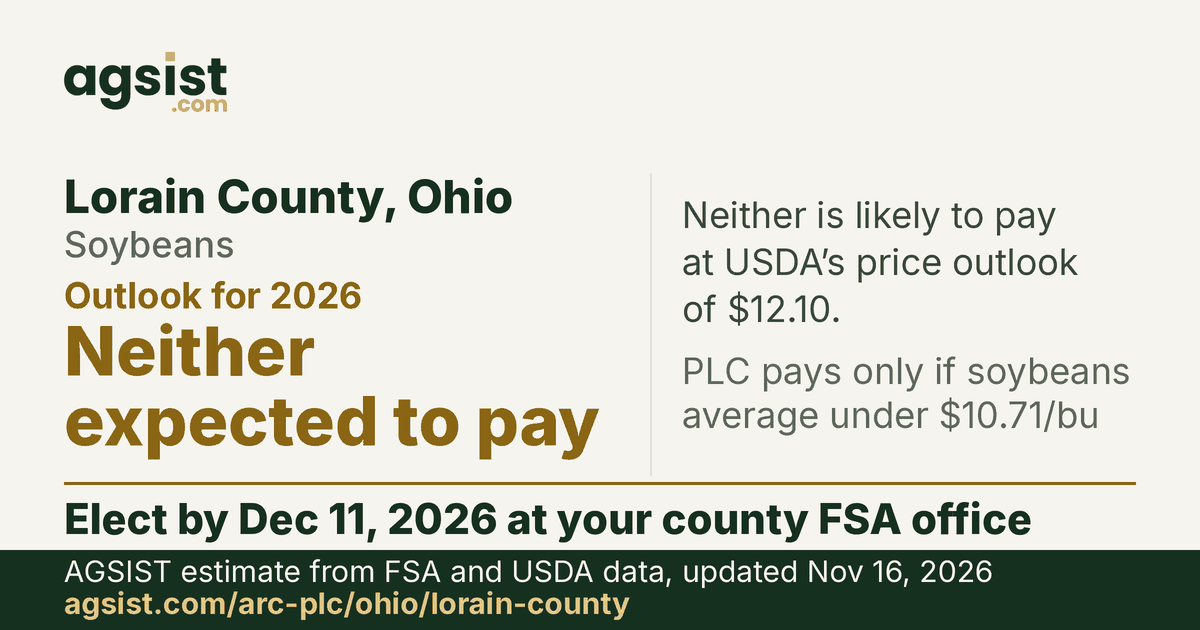 agsist
.com
Lorain County, Ohio
Soybeans
Outlook for 2026
Neither
expected to pay
Neither is likely to pay
at USDA’s price outlook
of $12.10.
PLC pays only if soybeans
average under $10.71/bu
Elect by Dec 11, 2026 at your county FSA office
AGSIST estimate from FSA and USDA data, updated Nov 16, 2026
agsist.com/arc-plc/ohio/lorain-county